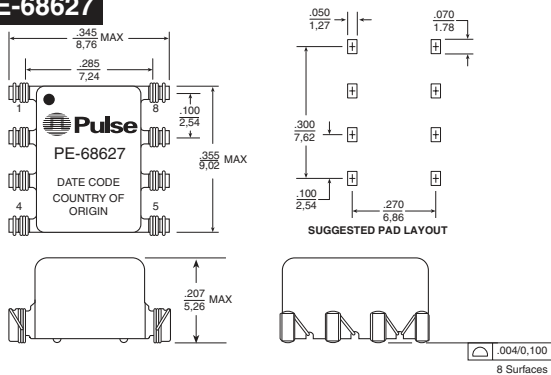 E-68627
.345
8,76 MAX
.285
7,24
1
8
Pulse
PE-68627
DATE CODE
COUNTRY OF
ORIGIN
4
5
.100
2,54
.355
9,02 MAX
.050
1,27
.070
1.78
.300
7,62
.100
2,54
.270
6,86
SUGGESTED PAD LAYOUT
.207
5,26 MAX
.004/0,100
8 Surfaces